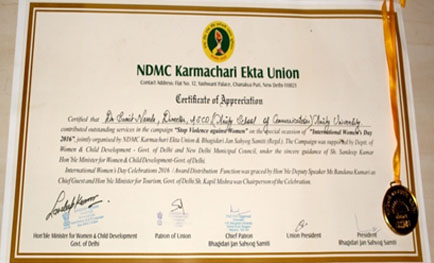 NDMC Karmachari Ekta Union
Contact Address: Flat No. 12, Yashwant Palace, Chanakya Puri, New Delhi-110021
Certificate of Appreciation
Certified that Director, School of Communication University
contributed outstanding services in the campaign "Stop Violence against Women" on the special occasion of "International Women's Day
2016", jointly organised by NDMC Karmachari Ekta Union & Bhagidari Jan Sahyog Samiti (Regd.). The Campaign was supported by Deptt. of
Women & Child Development - Govt. of Delhi and New Delhi Municipal Council, under the sincere guidance of Sh. Sandeep Kumar
Hon'ble Minister for Women & Child Development-Govt. of Delhi.
International Women's Day Celebrations 2016 / Award Distribution Function was graced by Hon'ble Deputy Speaker Ms Bandana Kumari as
Chief Guest and Hon'ble Minister for Tourism, Govt. of Delhi Sh. Kapil Mishra was Chairperson of the Celebration.
Hon'ble Minister for Women & Child Development Patron of Union Chief Patron Union President President
Govt. of Delhi Bhagidari Jan Sahyog Samiti Bhagidari Jan Sahyog Samiti